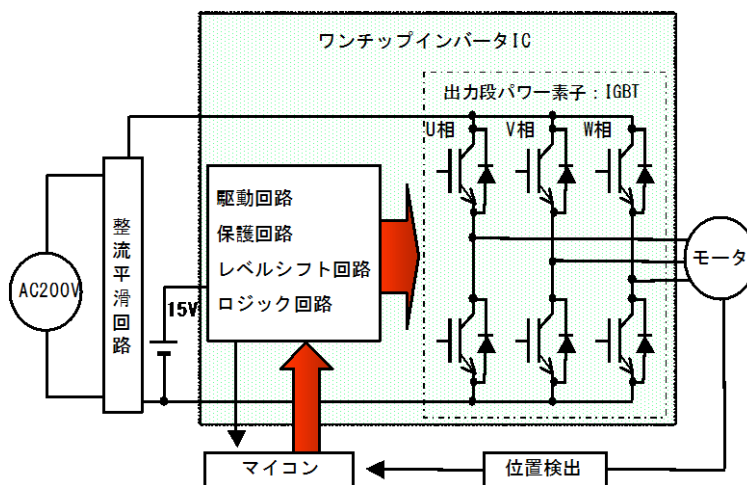 ワンチップインバータIC
出力段パワー素子:IGBT
U相
V相
W相
駆動回路
保護回路
レベルシフト回路
ロジック回路
整流平滑回路
AC200V
15V
モータ
マイコン
位置検出